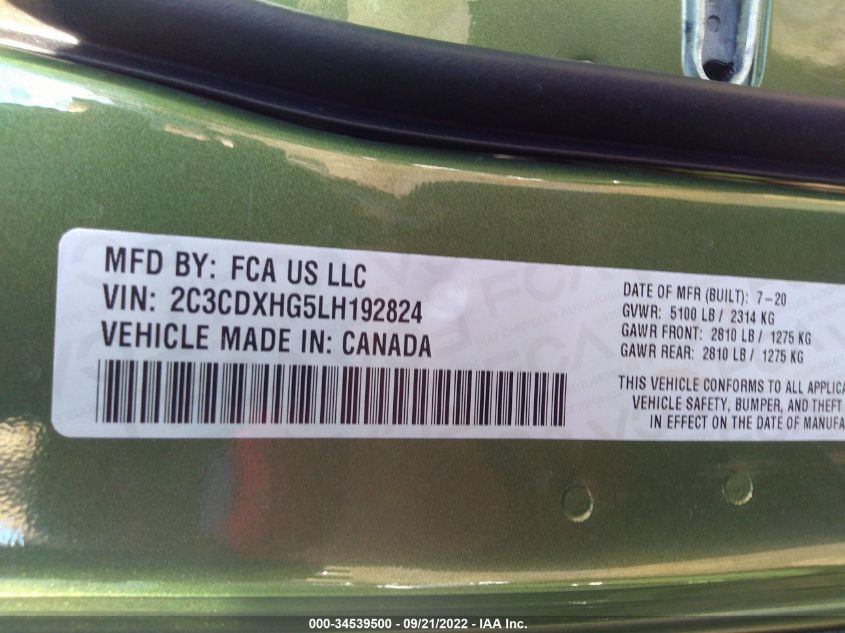 MFD BY: FCA US LLC
VIN: 2C3CDXHG5LH192824
VEHICLE MADE IN: CANADA
DATE OF MFR (BUILT): 7-20
GVWR: 5100 LB / 2314 KG
GAWR FRONT: 2810 LB / 1275 KG
GAWR REAR: 2810 LB / 1275 KG
THIS VEHICLE CONFORMS TO ALL APPLICA
VEHICLE SAFETY, BUMPER, AND THEFT
IN EFFECT ON THE DATE OF MANUFA
000-34539500 - 09/21/2022 - IAA Inc.